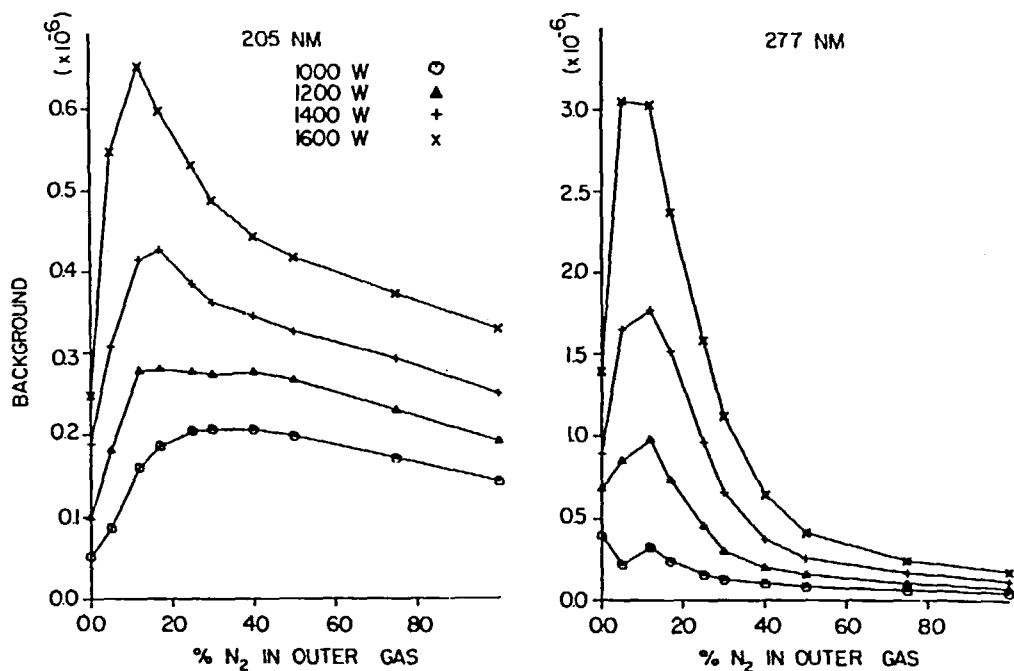 (x10⁻⁶)
205 NM
1000 W
1200 W
1400 W
1600 W
0.6
0.5
0.4
0.3
0.2
0.1
0.0
BACKGROUND
00 20 40 60 80
% N₂ IN OUTER GAS
(x10⁻⁶)
277 NM
3.0
2.5
2.0
1.5
1.0
0.5
0.0
00 20 40 60 80
% N₂ IN OUTER GAS